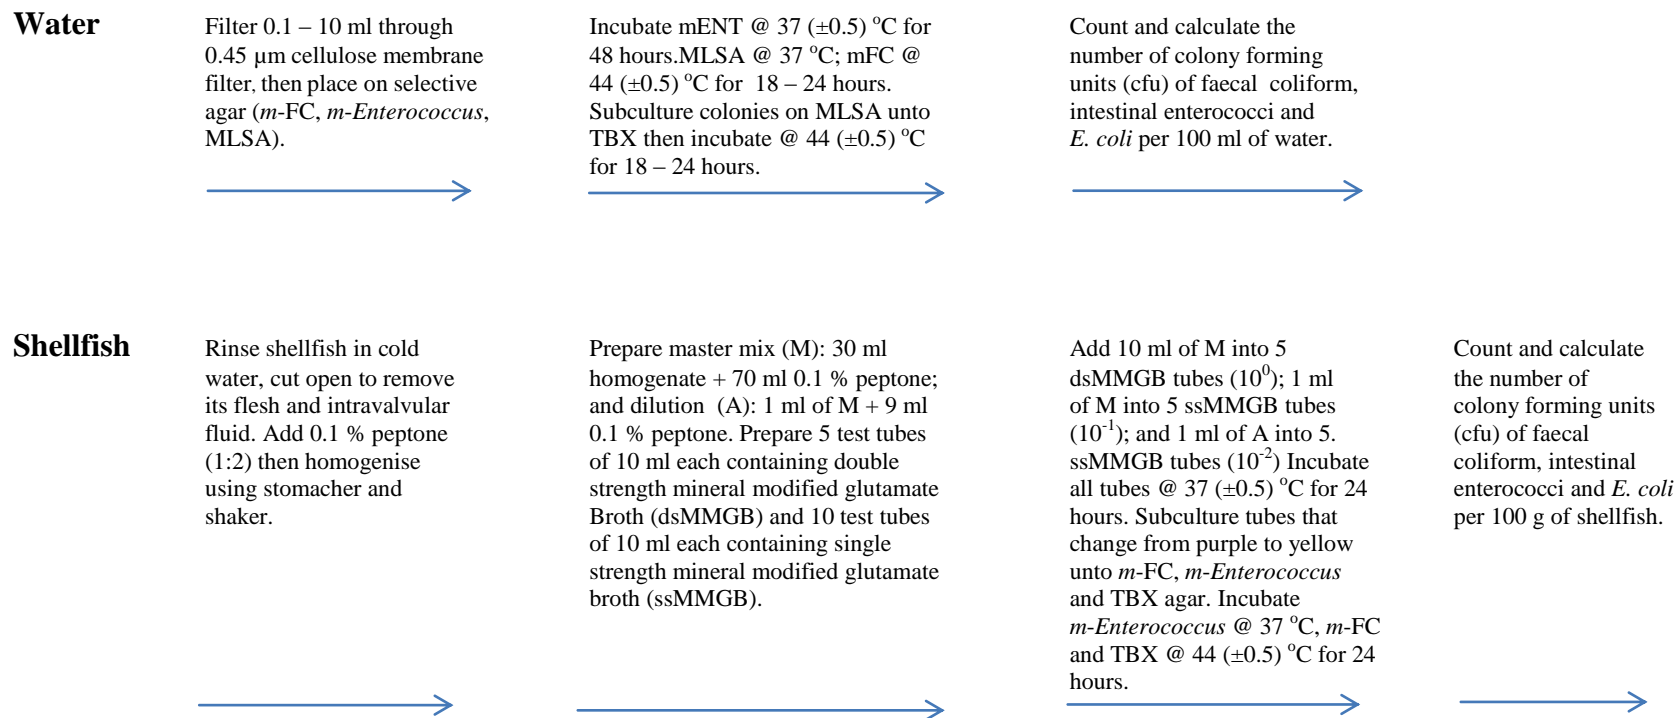 Water
Filter 0.1 – 10 ml through
0.45 µm cellulose membrane
filter, then place on selective
agar (m-FC, m-Enterococcus,
MLSA).
Incubate mENT @ 37 (±0.5) ⁰C for
48 hours.MLSA @ 37 ⁰C; mFC @
44 (±0.5) ⁰C for 18 – 24 hours.
Subculture colonies on MLSA unto
TBX then incubate @ 44 (±0.5) ⁰C
for 18 – 24 hours.
Count and calculate the
number of colony forming
units (cfu) of faecal coliform,
intestinal enterococci and
E. coli per 100 ml of water.
Shellfish
Rinse shellfish in cold
water, cut open to remove
its flesh and intravalvular
fluid. Add 0.1 % peptone
(1:2) then homogenise
using stomacher and
shaker.
Prepare master mix (M): 30 ml
homogenate + 70 ml 0.1 % peptone;
and dilution (A): 1 ml of M + 9 ml
0.1 % peptone. Prepare 5 test tubes
of 10 ml each containing double
strength mineral modified glutamate
Broth (dsMMGB) and 10 test tubes
of 10 ml each containing single
strength mineral modified glutamate
broth (ssMMGB).
Add 10 ml of M into 5
dsMMGB tubes (10⁰); 1 ml
of M into 5 ssMMGB tubes
(10⁻¹); and 1 ml of A into 5.
ssMMGB tubes (10⁻²) Incubate
all tubes @ 37 (±0.5) ⁰C for 24
hours. Subculture tubes that
change from purple to yellow
unto m-FC, m-Enterococcus
and TBX agar. Incubate
m-Enterococcus @ 37 ⁰C, m-FC
and TBX @ 44 (±0.5) ⁰C for 24
hours.
Count and calculate
the number of
colony forming units
(cfu) of faecal
coliform, intestinal
enterococci and E. coli
per 100 g of shellfish.